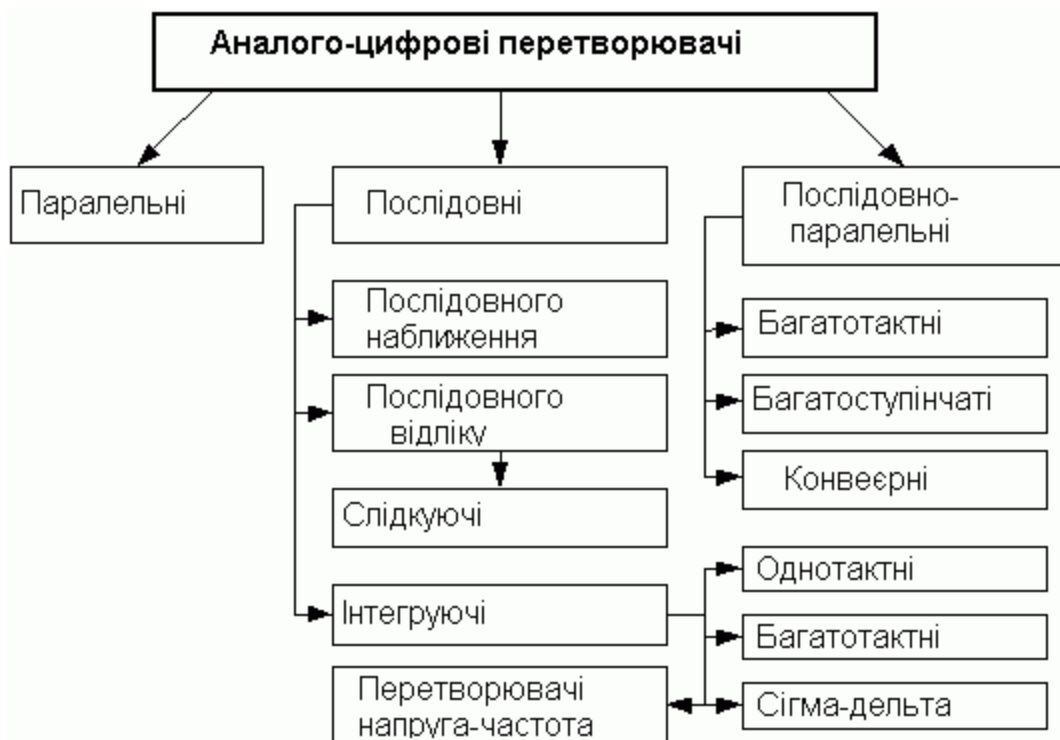 Аналого-цифрові перетворювачі
Паралельні
Послідовні
Послідовно-
паралельні
Послідовного
наближення
Послідовного
відліку
Слідкуючі
Інтегруючі
Перетворювачі
напруга-частота
Багатотактні
Багатоступінчаті
Конвеєрні
Однотактні
Багатотактні
Сігма-дельта